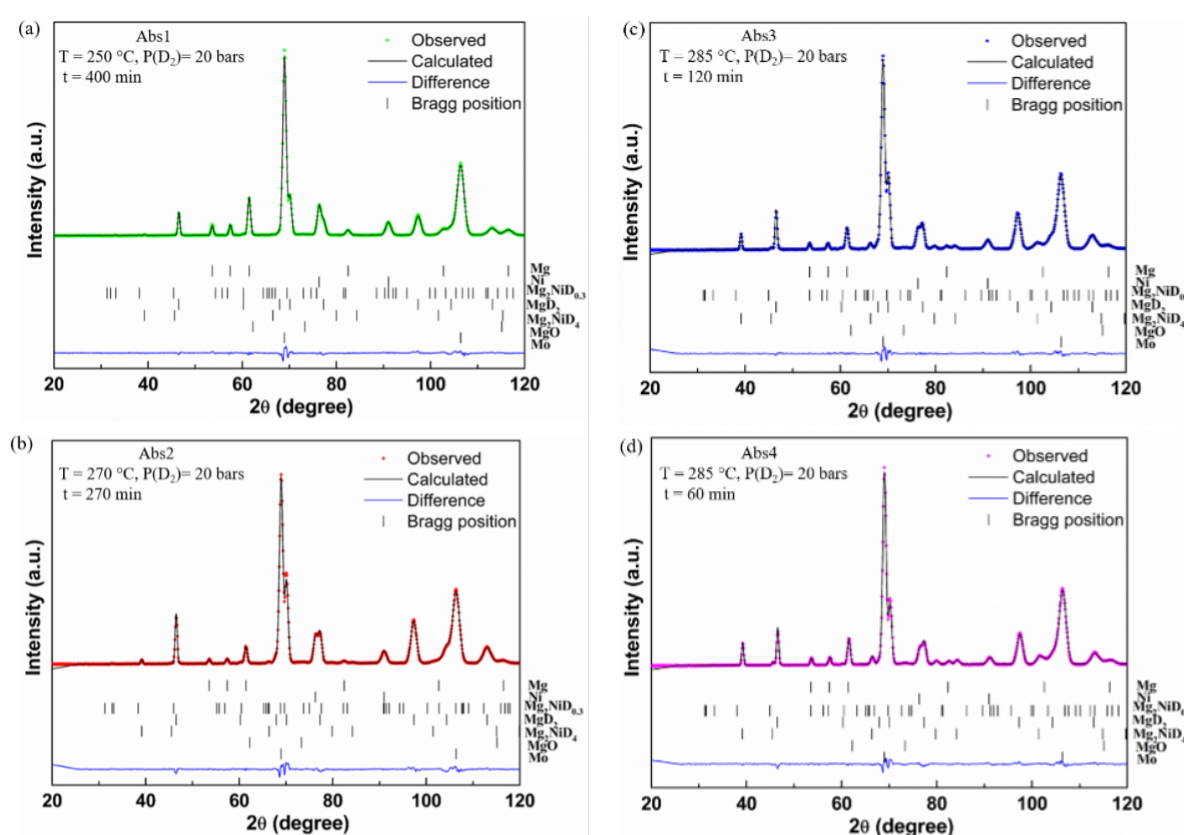 (a)
Abs1
T = 250 °C, P(D₂)= 20 bars
t = 400 min
Observed
Calculated
Difference
Bragg position
Intensity (a.u.)
Mg
Ni
Mg₂NiD₀.₃
MgD₂
Mg₂NiD₄
MgO
Mo
20 40 60 80 100 120
2θ (degree)
(c)
Abs3
T = 285 °C, P(D₂)= 20 bars
t = 120 min
Observed
Calculated
Difference
Bragg position
Intensity (a.u.)
Mg
Ni
Mg₂NiD₀.₃
MgD₂
Mg₂NiD₄
MgO
Mo
20 40 60 80 100 120
2θ (degree)
(b)
Abs2
T = 270 °C, P(D₂)= 20 bars
t = 270 min
Observed
Calculated
Difference
Bragg position
Intensity (a.u.)
Mg
Ni
Mg₂NiD₀.₃
MgD₂
Mg₂NiD₄
MgO
Mo
20 40 60 80 100 120
2θ (degree)
(d)
Abs4
T = 285 °C, P(D₂)= 20 bars
t = 60 min
Observed
Calculated
Difference
Bragg position
Intensity (a.u.)
Mg
Ni
MgD₂
Mg₂NiD₄
MgO
Mo
20 40 60 80 100 120
2θ (degree)